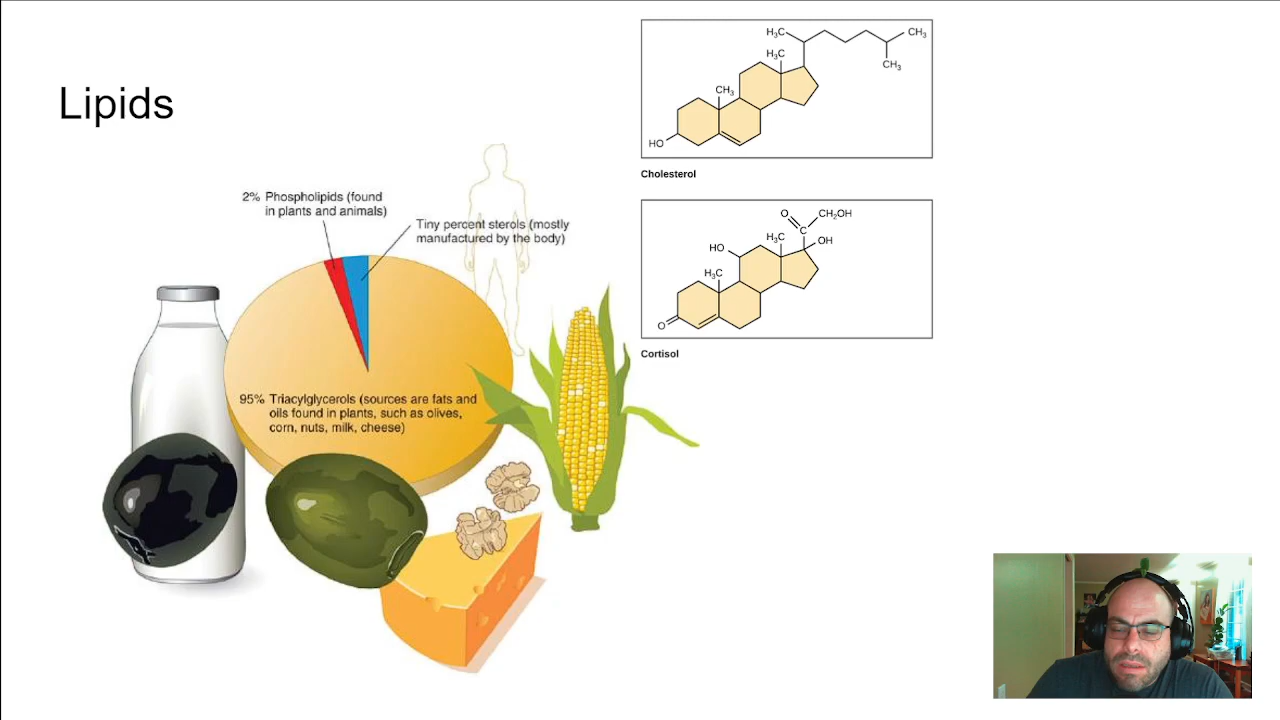 Lipids
2% Phospholipids (found
in plants and animals)
Tiny percent sterols (mostly
manufactured by the body)
95% Triacylglycerols (sources are fats and
oils found in plants, such as olives,
corn, nuts, milk, cheese)
H₃C
CH₃
H₃C
CH₃
CH₃
HO
Cholesterol
O
CH₂OH
C
H₃C
OH
HO
H₃C
O
Cortisol